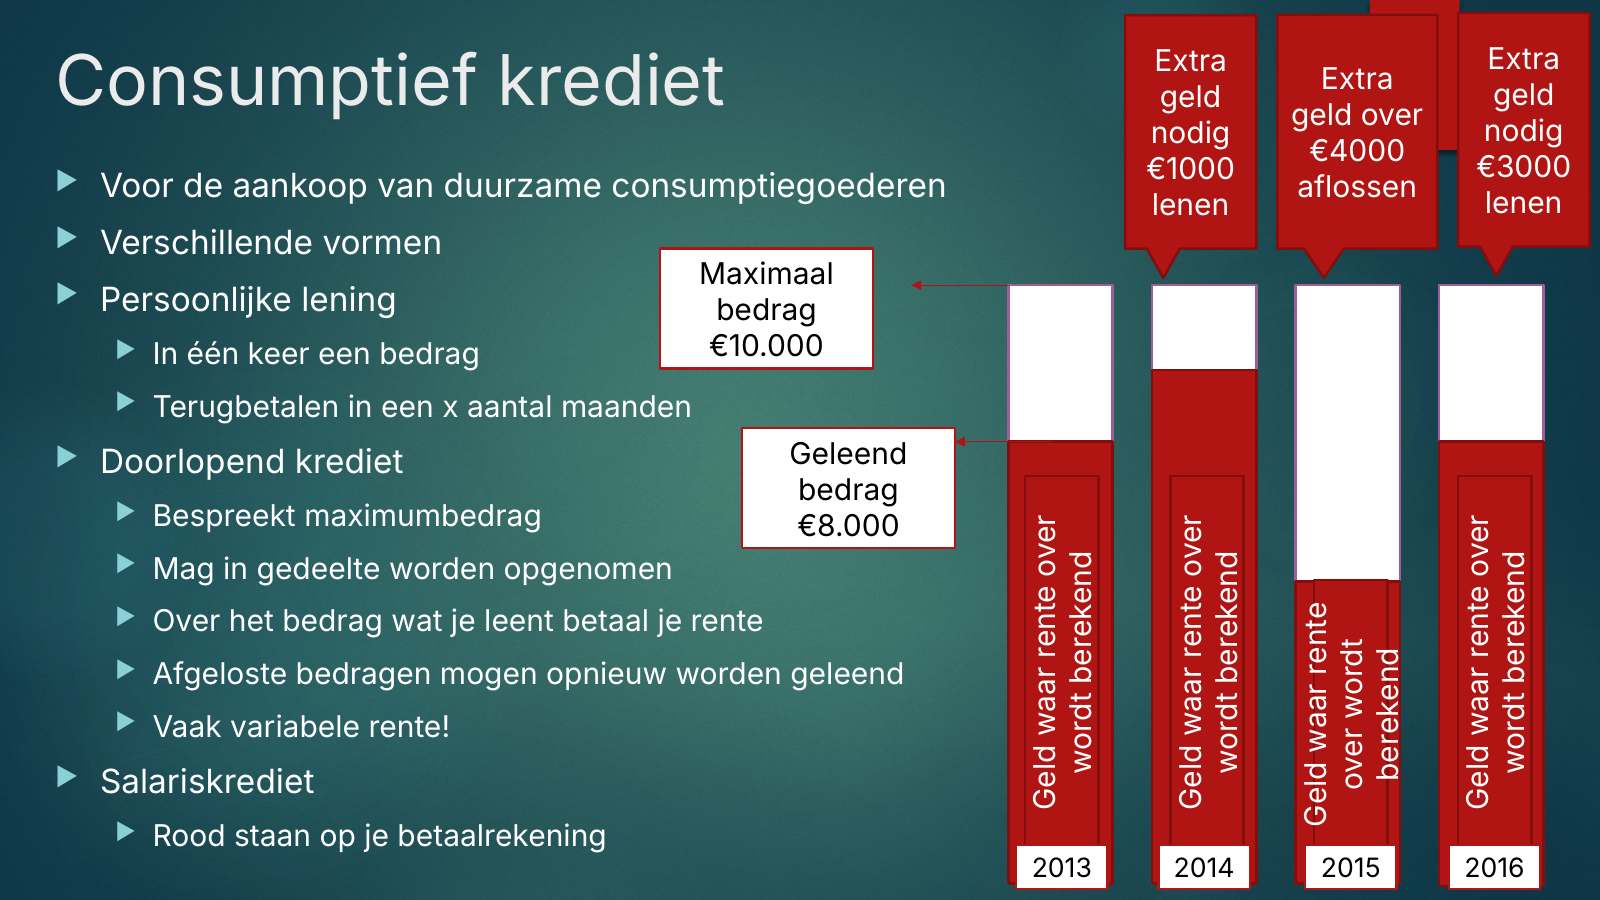 Consumptief krediet
Voor de aankoop van duurzame consumptiegoederen
Verschillende vormen
Persoonlijke lening
In één keer een bedrag
Terugbetalen in een x aantal maanden
Doorlopend krediet
Bespreekt maximumbedrag
Mag in gedeelte worden opgenomen
Over het bedrag wat je leent betaal je rente
Afgeloste bedragen mogen opnieuw worden geleend
Vaak variabele rente!
Salariskrediet
Rood staan op je betaalrekening
Maximaal
bedrag
€10.000
Geleend
bedrag
€8.000
Extra
geld
nodig
€1000
lenen
Extra
geld over
€4000
aflossen
Extra
geld
nodig
€3000
lenen
Geld waar rente over
wordt berekend
2013
Geld waar rente over
wordt berekend
2014
Geld waar rente
over wordt
berekend
2015
Geld waar rente over
wordt berekend
2016